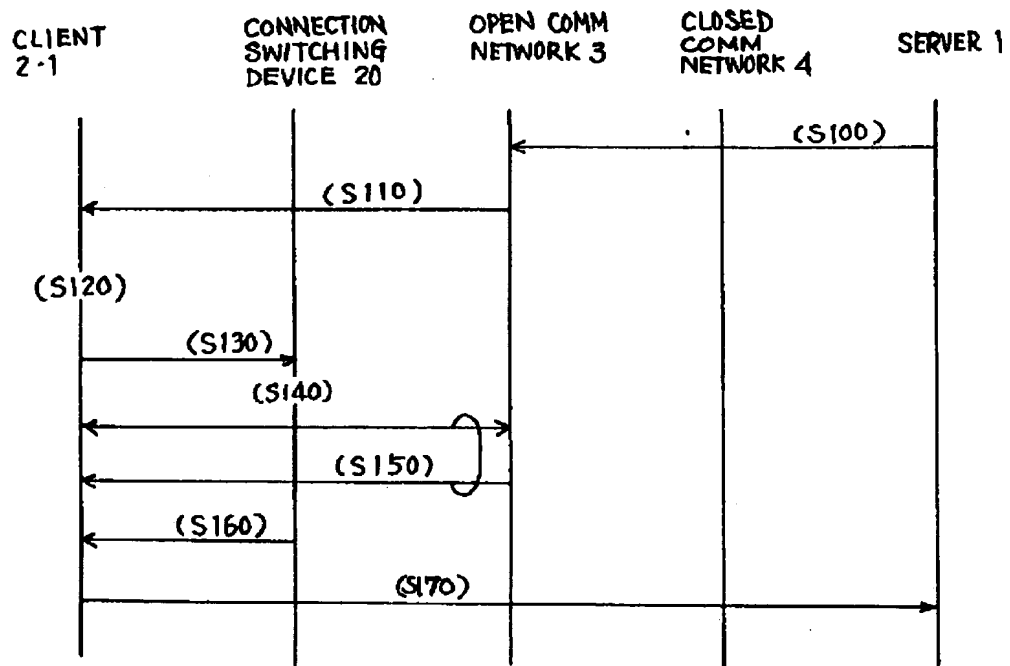 CLIENT
2-1
CONNECTION
SWITCHING
DEVICE 20
OPEN COMM
NETWORK 3
CLOSED
COMM
NETWORK 4
SERVER 1
(S100)
(S110)
(S120)
(S130)
(S140)
(S150)
(S160)
(S170)